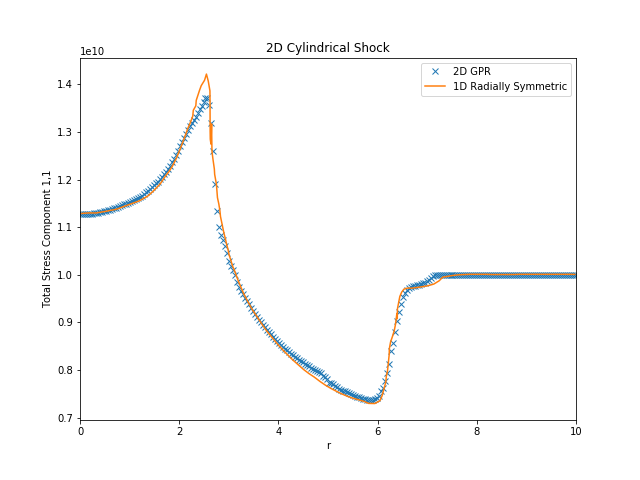 2D Cylindrical Shock
1e10
2D GPR
1D Radially Symmetric
1.4
1.3
1.2
1.1
1.0
0.9
0.8
0.7
Total Stress Component 1,1
0 2 4 6 8 10
r